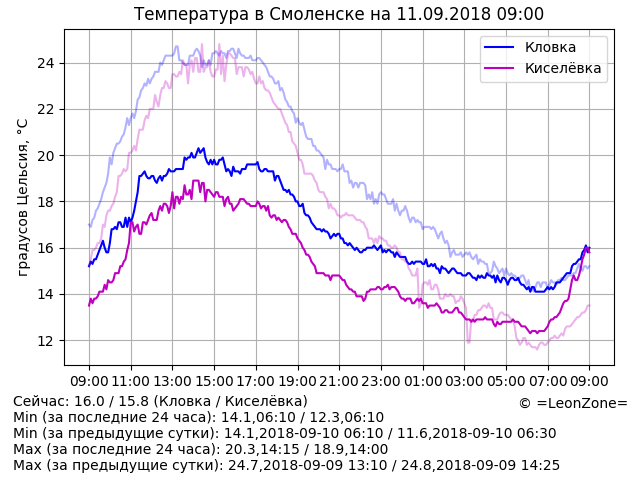 Температура в Смоленске на 11.09.2018 09:00
градусов Цельсия, °C
24
22
20
18
16
14
12
Кловка
Киселёвка
09:00 11:00 13:00 15:00 17:00 19:00 21:00 23:00 01:00 03:00 05:00 07:00 09:00
Сейчас: 16.0 / 15.8 (Кловка / Киселёвка)
© =LeonZone=
Min (за последние 24 часа): 14.1,06:10 / 12.3,06:10
Min (за предыдущие сутки): 14.1,2018-09-10 06:10 / 11.6,2018-09-10 06:30
Max (за последние 24 часа): 20.3,14:15 / 18.9,14:00
Max (за предыдущие сутки): 24.7,2018-09-09 13:10 / 24.8,2018-09-09 14:25